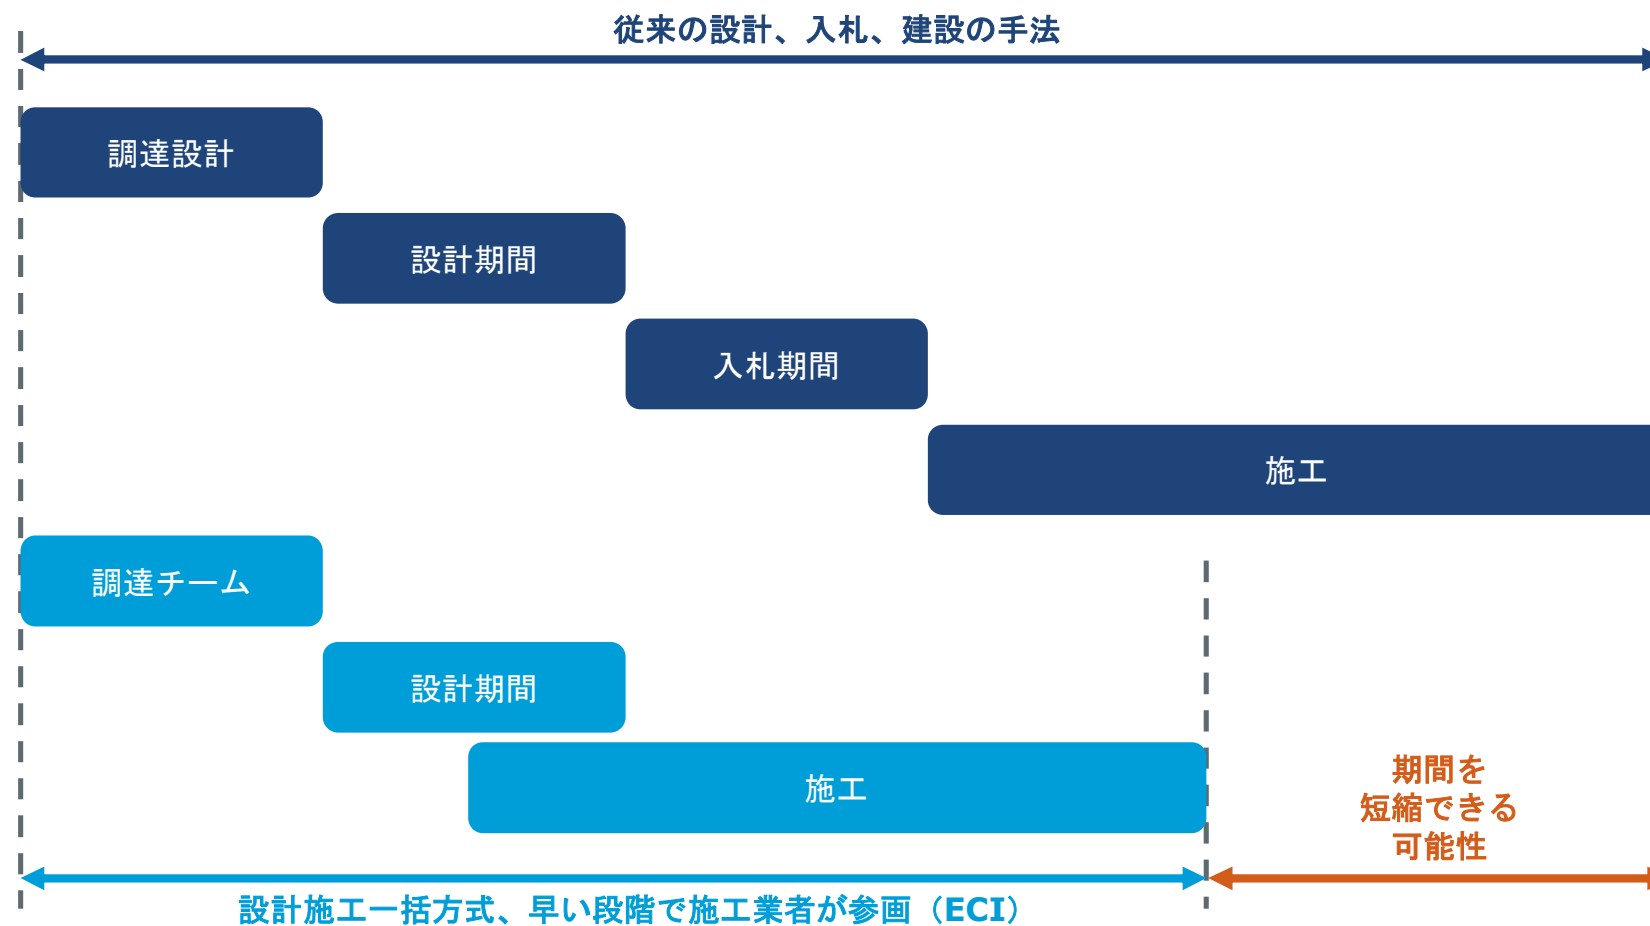 従来の設計、入札、建設の手法
調達設計
設計期間
入札期間
施工
調達チーム
設計期間
施工
期間を
短縮できる
可能性
設計施工一括方式、早い段階で施工業者が参画（ECI）